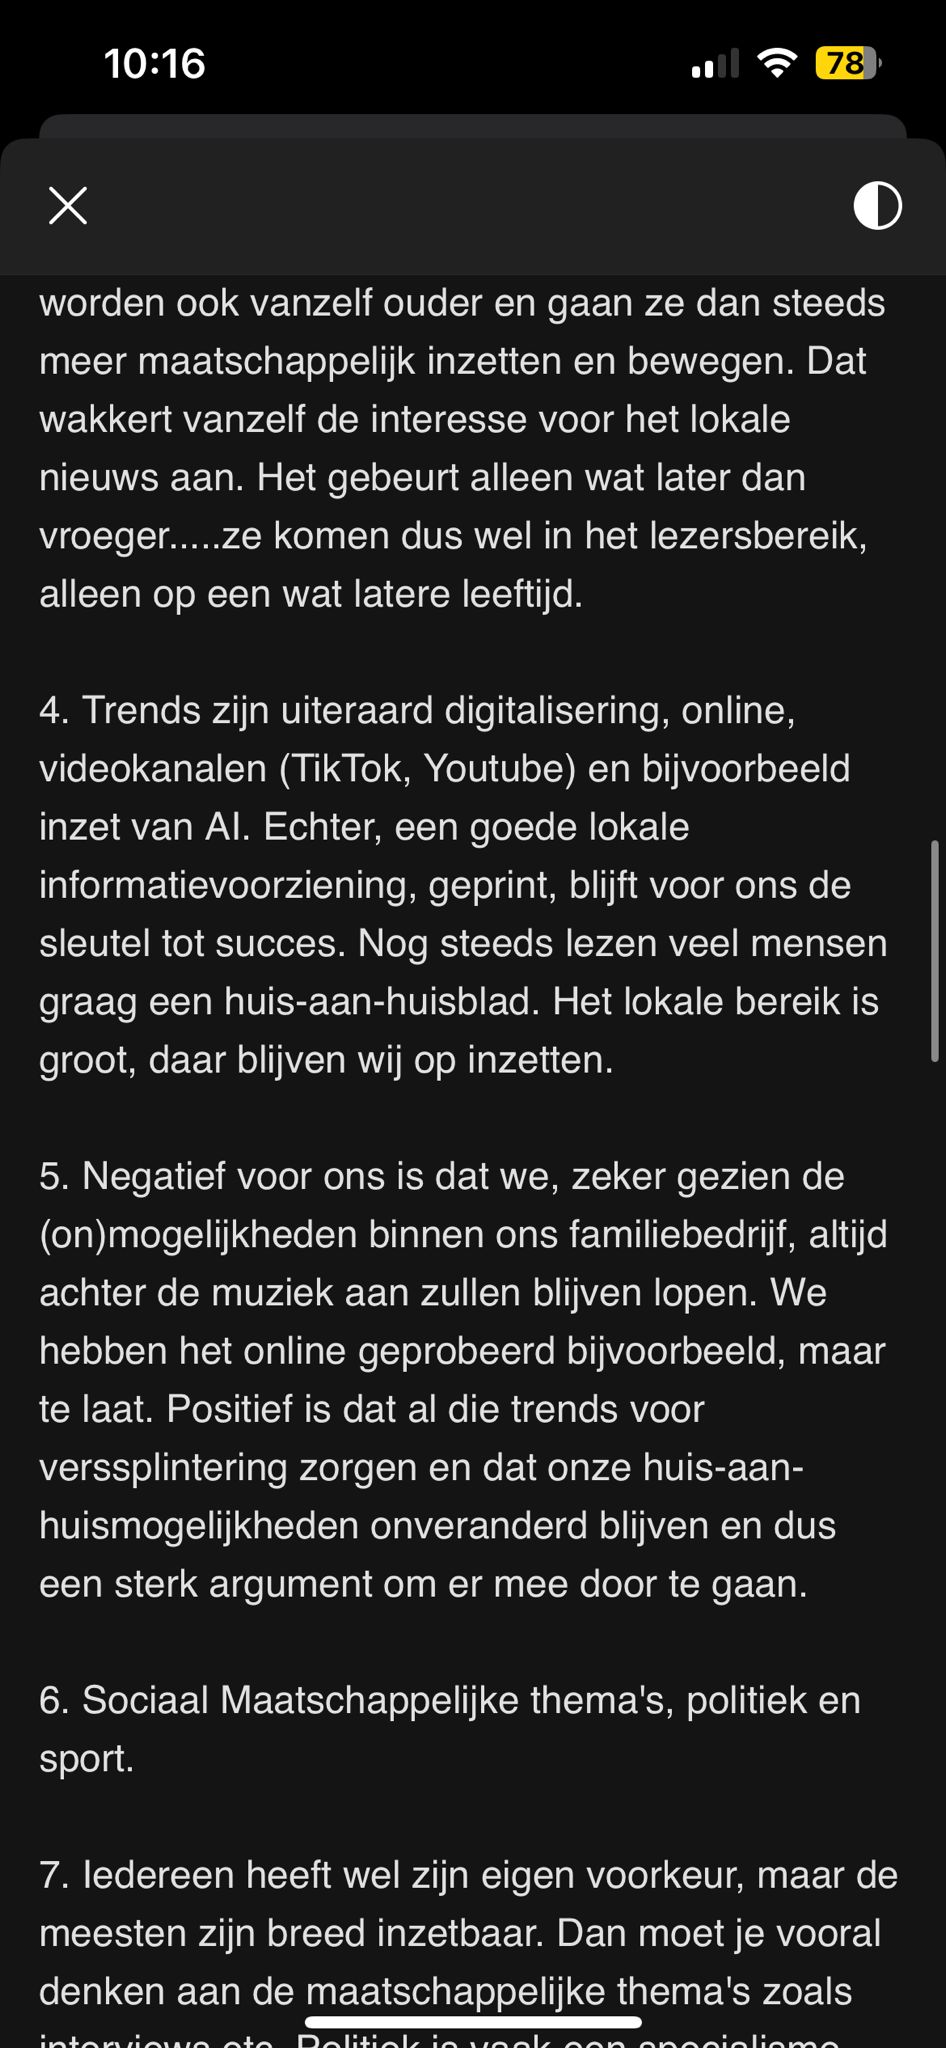 10:16
78
worden ook vanzelf ouder en gaan ze dan steeds
meer maatschappelijk inzetten en bewegen. Dat
wakkert vanzelf de interesse voor het lokale
nieuws aan. Het gebeurt alleen wat later dan
vroeger.....ze komen dus wel in het lezersbereik,
alleen op een wat latere leeftijd.
4. Trends zijn uiteraard digitalisering, online,
videokanalen (TikTok, Youtube) en bijvoorbeeld
inzet van AI. Echter, een goede lokale
informatievoorziening, geprint, blijft voor ons de
sleutel tot succes. Nog steeds lezen veel mensen
graag een huis-aan-huisblad. Het lokale bereik is
groot, daar blijven wij op inzetten.
5. Negatief voor ons is dat we, zeker gezien de
(on)mogelijkheden binnen ons familiebedrijf, altijd
achter de muziek aan zullen blijven lopen. We
hebben het online geprobeerd bijvoorbeeld, maar
te laat. Positief is dat al die trends voor
verssplintering zorgen en dat onze huis-aan-
huismogelijkheden onveranderd blijven en dus
een sterk argument om er mee door te gaan.
6. Sociaal Maatschappelijke thema's, politiek en
sport.
7. Iedereen heeft wel zijn eigen voorkeur, maar de
meesten zijn breed inzetbaar. Dan moet je vooral
denken aan de maatschappelijke thema's zoals
interviews etc. Politiek is vaak een specialisme